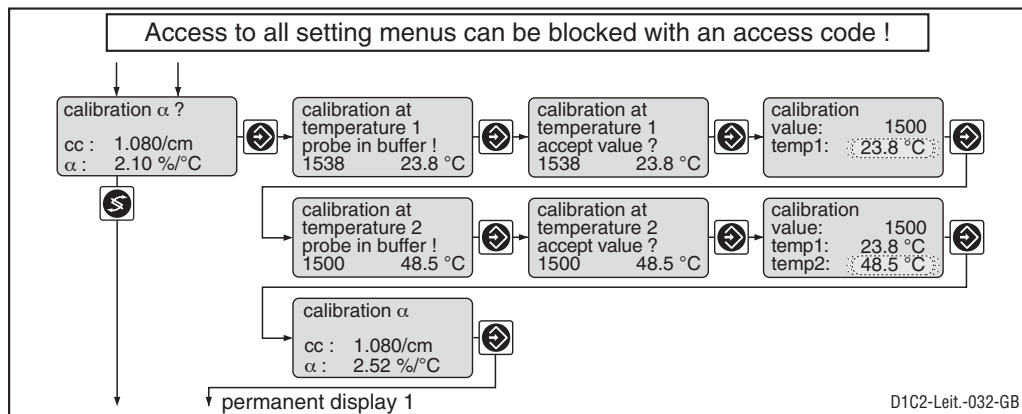 Access to all setting menus can be blocked with an access code !
calibration α ?
cc : 1.080/cm
α : 2.10 %/°C
calibration at
temperature 1
probe in buffer !
1538 23.8 °C
calibration at
temperature 1
accept value ?
1538 23.8 °C
calibration
value: 1500
temp1: 23.8 °C
calibration at
temperature 2
probe in buffer !
1500 48.5 °C
calibration at
temperature 2
accept value ?
1500 48.5 °C
calibration
value: 1500
temp1: 23.8 °C
temp2: 48.5 °C
calibration α
cc : 1.080/cm
α : 2.52 %/°C
permanent display 1
D1C2-Leit.-032-GB